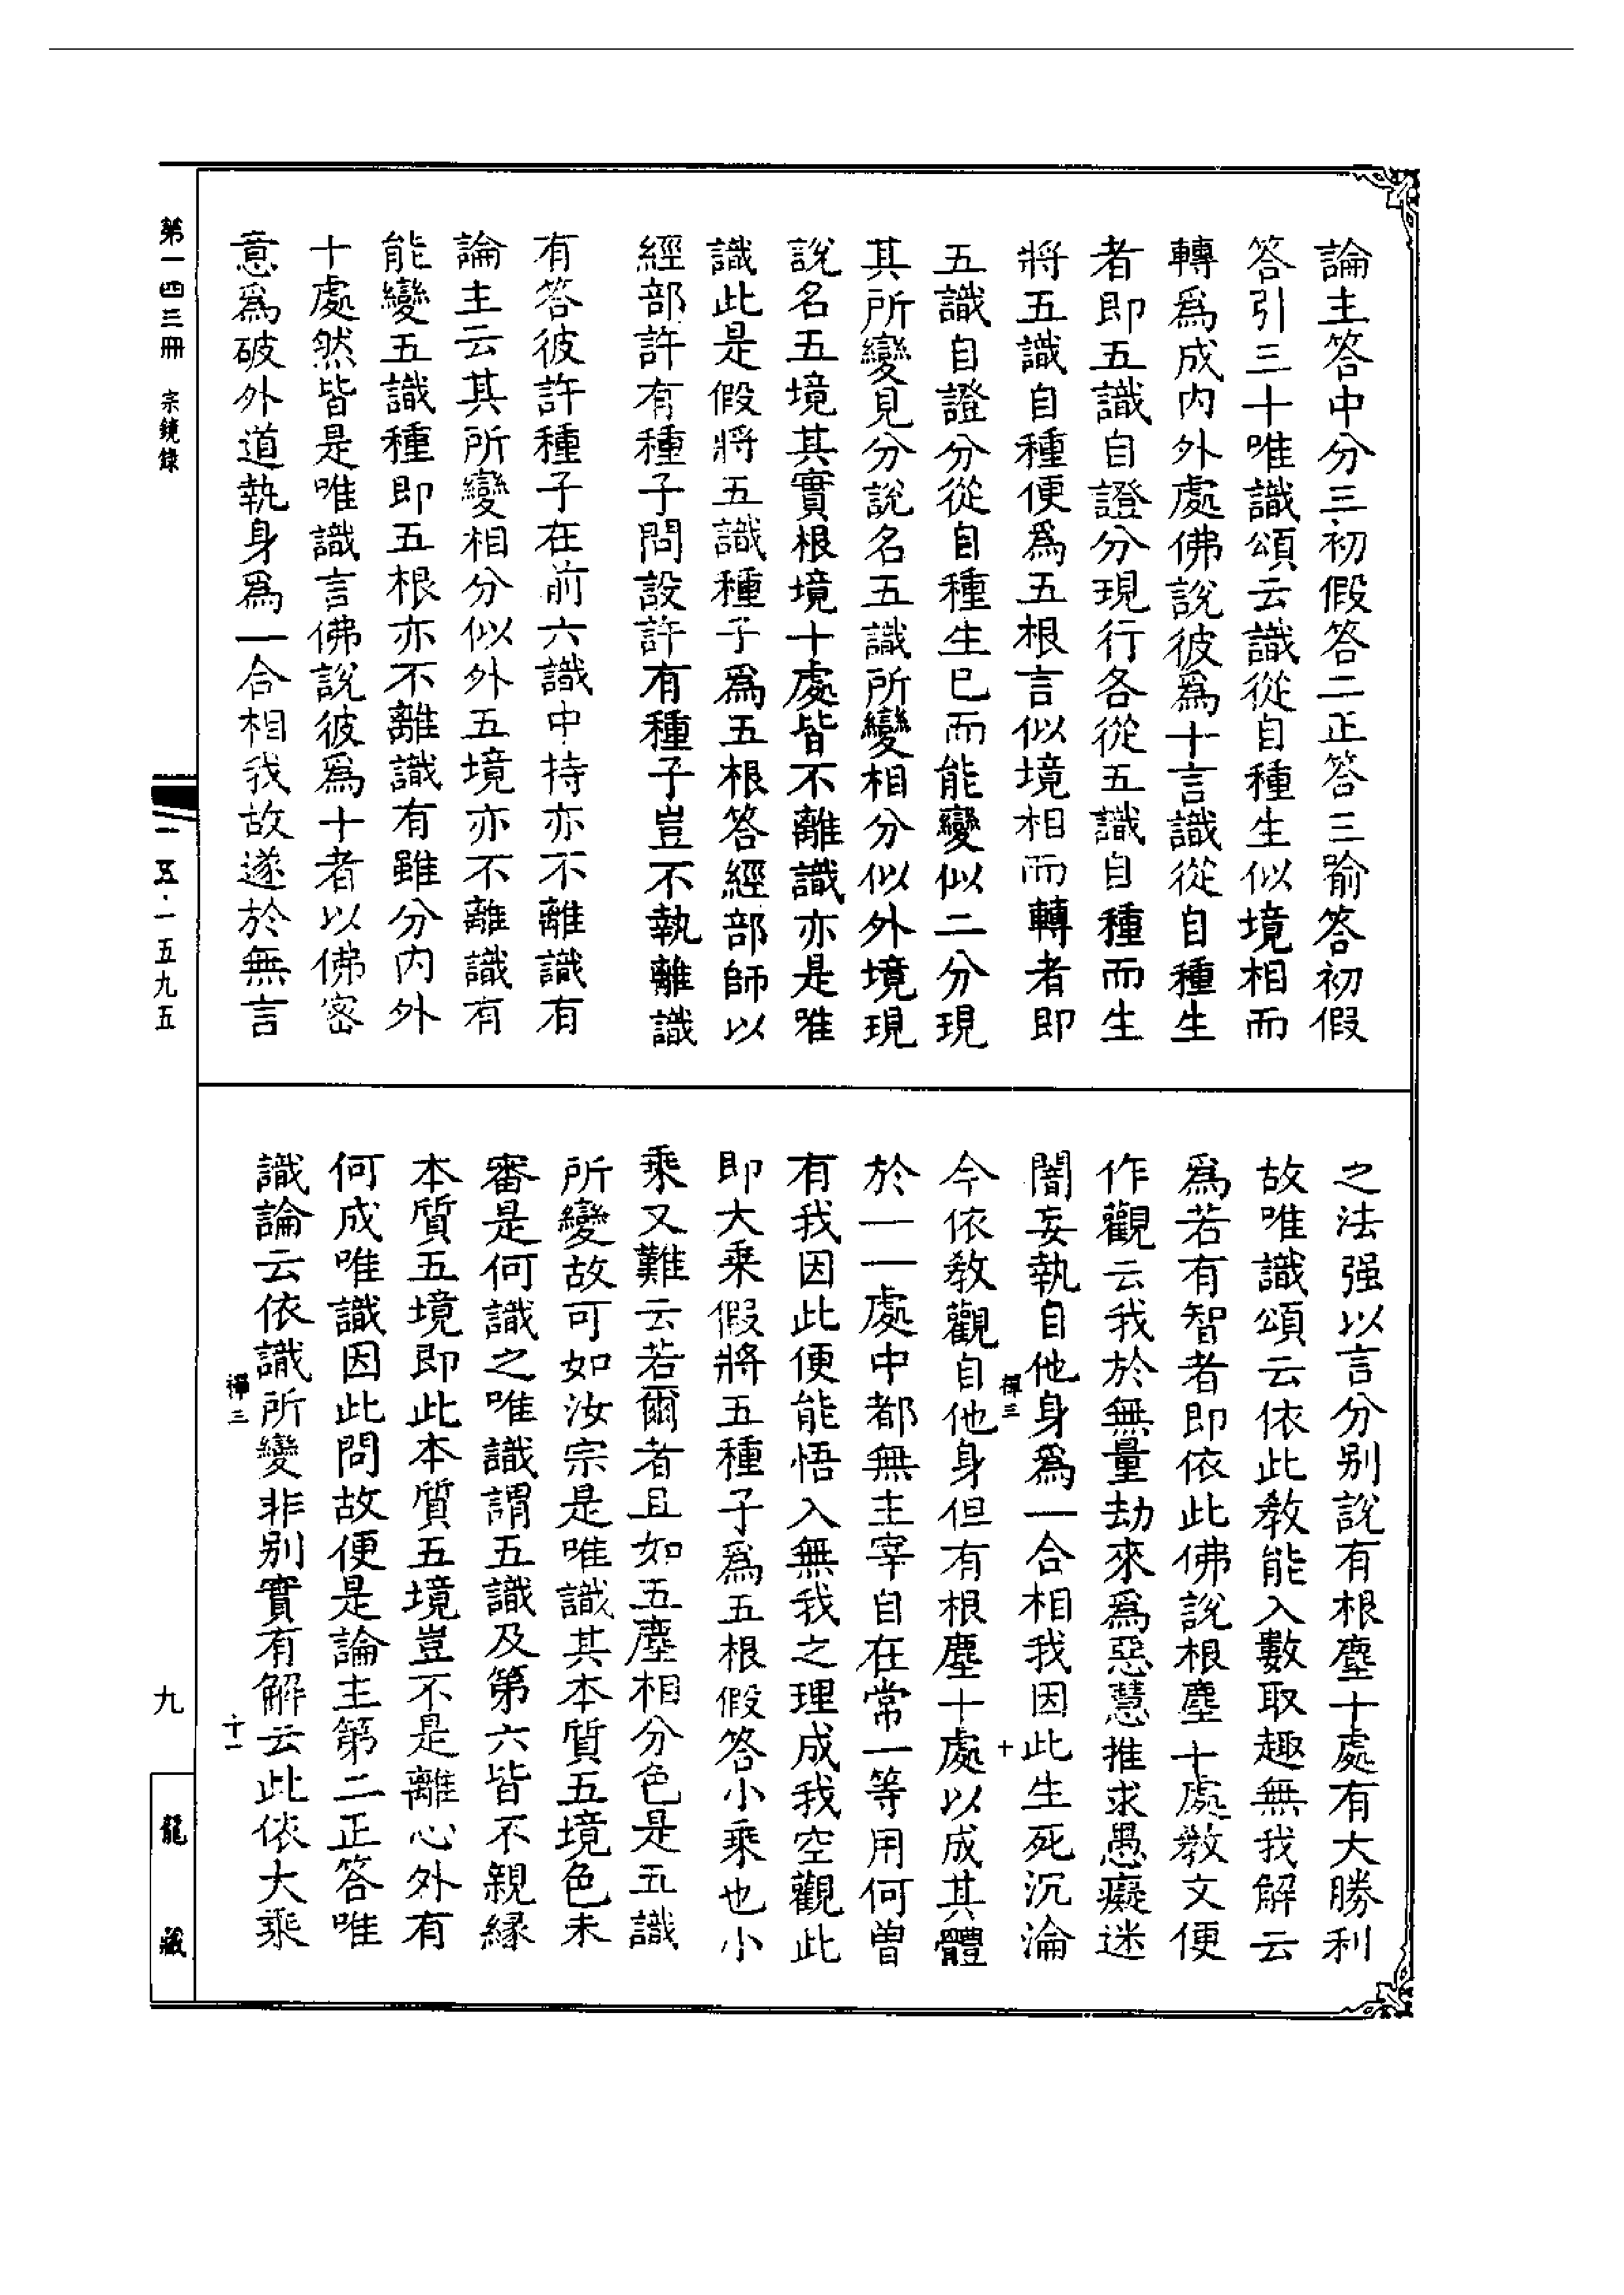 論主答中分三初假答二正答三喻答初假
答引三十唯識頌云識從自種生似境相而
轉爲成内外處佛說彼爲十言識從自種生
者即五識自證分現行各從五識自種而生
將五識自種便爲五根言似境相而轉者即
五識自證分從自種生已而能變似二分現
其所變見分說名五識所變相分似外境現
說名五境其實根境十處皆不離識亦是唯
識此是假將五識種子爲五根答經部師以
經部許有種子問設許有種子豈不執離識
有答彼許種子在前六識中持亦不離識有
論主云其所變相分似外五境亦不離識有
能變五識種即五根亦不離識有雖分内外
十處然皆是唯識言佛說彼爲十者以佛密
意爲破外道執身爲一合相我故遂於無言
之法强以言分别說有根塵十處有大勝利
故唯識頌云依此教能入數取趣無我解云
爲若有智者即依此佛說根塵十處教文便
作觀云我於無量劫來爲惡慧推求愚癡迷
闇妄執自他身爲一合相我因此生死沉淪
禪三 十
今依教觀自他身但有根塵十處以成其體
於一一處中都無主宰自在常一等用何曽
有我因此便能悟入無我之理成我空觀此
即大乘假將五種子爲五根假答小乘也小
乘又難云若爾者且如五塵相分色是五識
所變故可如汝宗是唯識其本質五境色未
審是何識之唯識謂五識及第六皆不親緣
本質五境即此本質五境豈不是離心外有
何成唯識因此問故便是論主第二正答唯
識論云依識所變非别實有解云此依大乘
禪三 十一
第一四三冊 宗鏡錄
一五·一五九五
九
龍藏